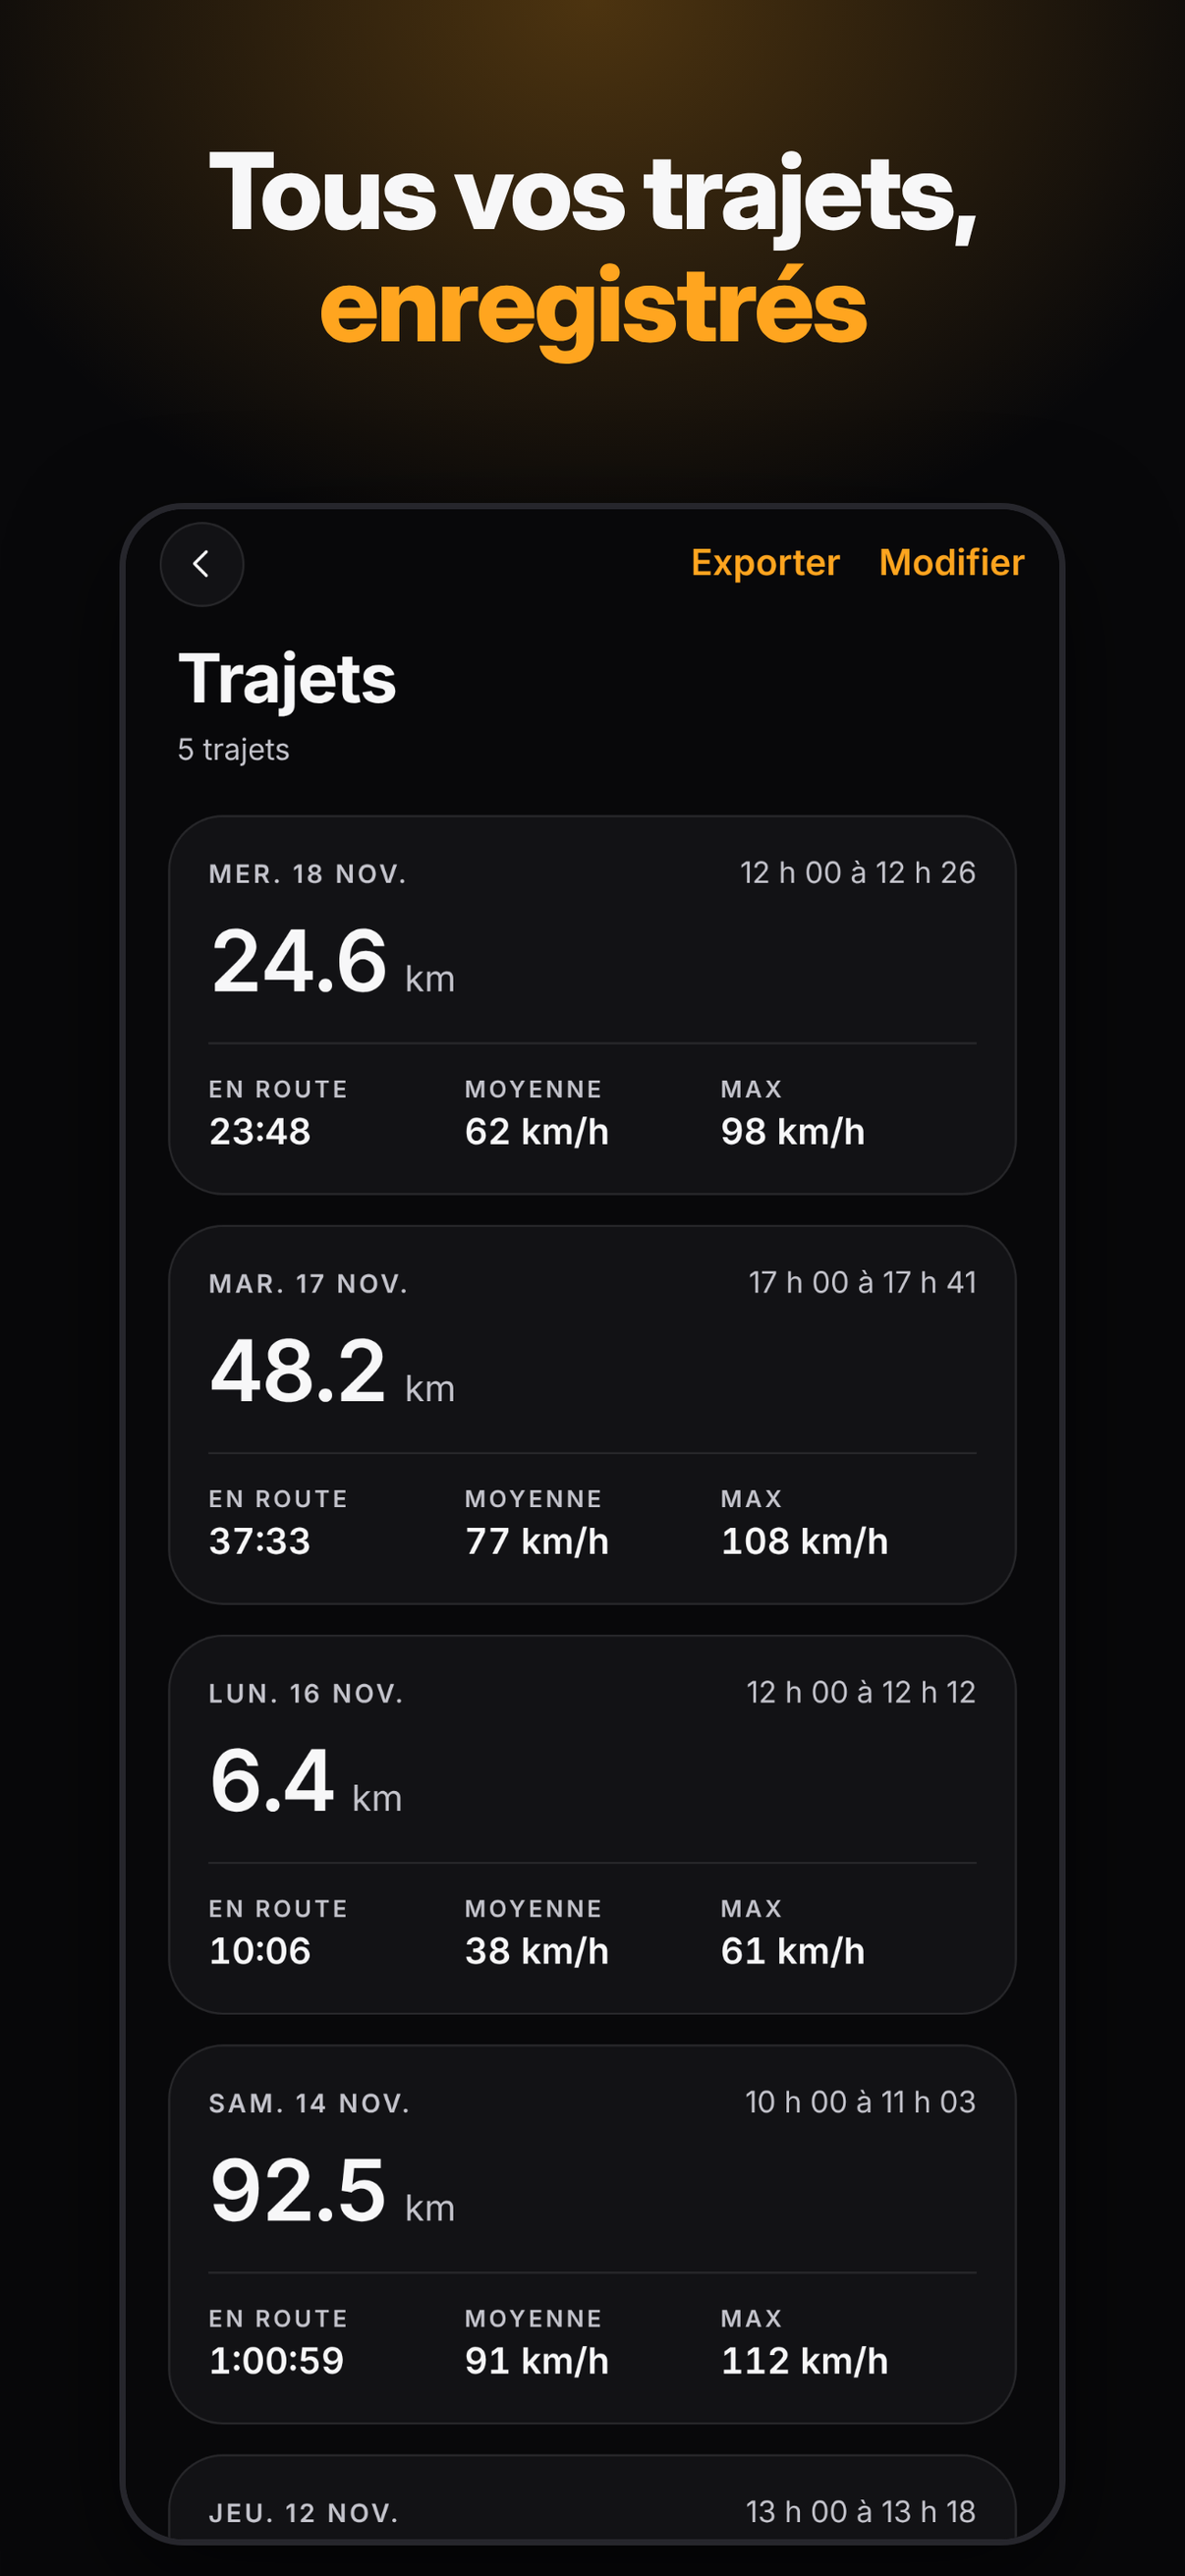 Tous vos trajets,
enregistrés
Exporter Modifier
Trajets
5 trajets
MER. 18 NOV. 12 h 00 à 12 h 26
24.6 km
EN ROUTE MOYENNE MAX
23:48 62 km/h 98 km/h
MAR. 17 NOV. 17 h 00 à 17 h 41
48.2 km
EN ROUTE MOYENNE MAX
37:33 77 km/h 108 km/h
LUN. 16 NOV. 12 h 00 à 12 h 12
6.4 km
EN ROUTE MOYENNE MAX
10:06 38 km/h 61 km/h
SAM. 14 NOV. 10 h 00 à 11 h 03
92.5 km
EN ROUTE MOYENNE MAX
1:00:59 91 km/h 112 km/h
JEU. 12 NOV. 13 h 00 à 13 h 18